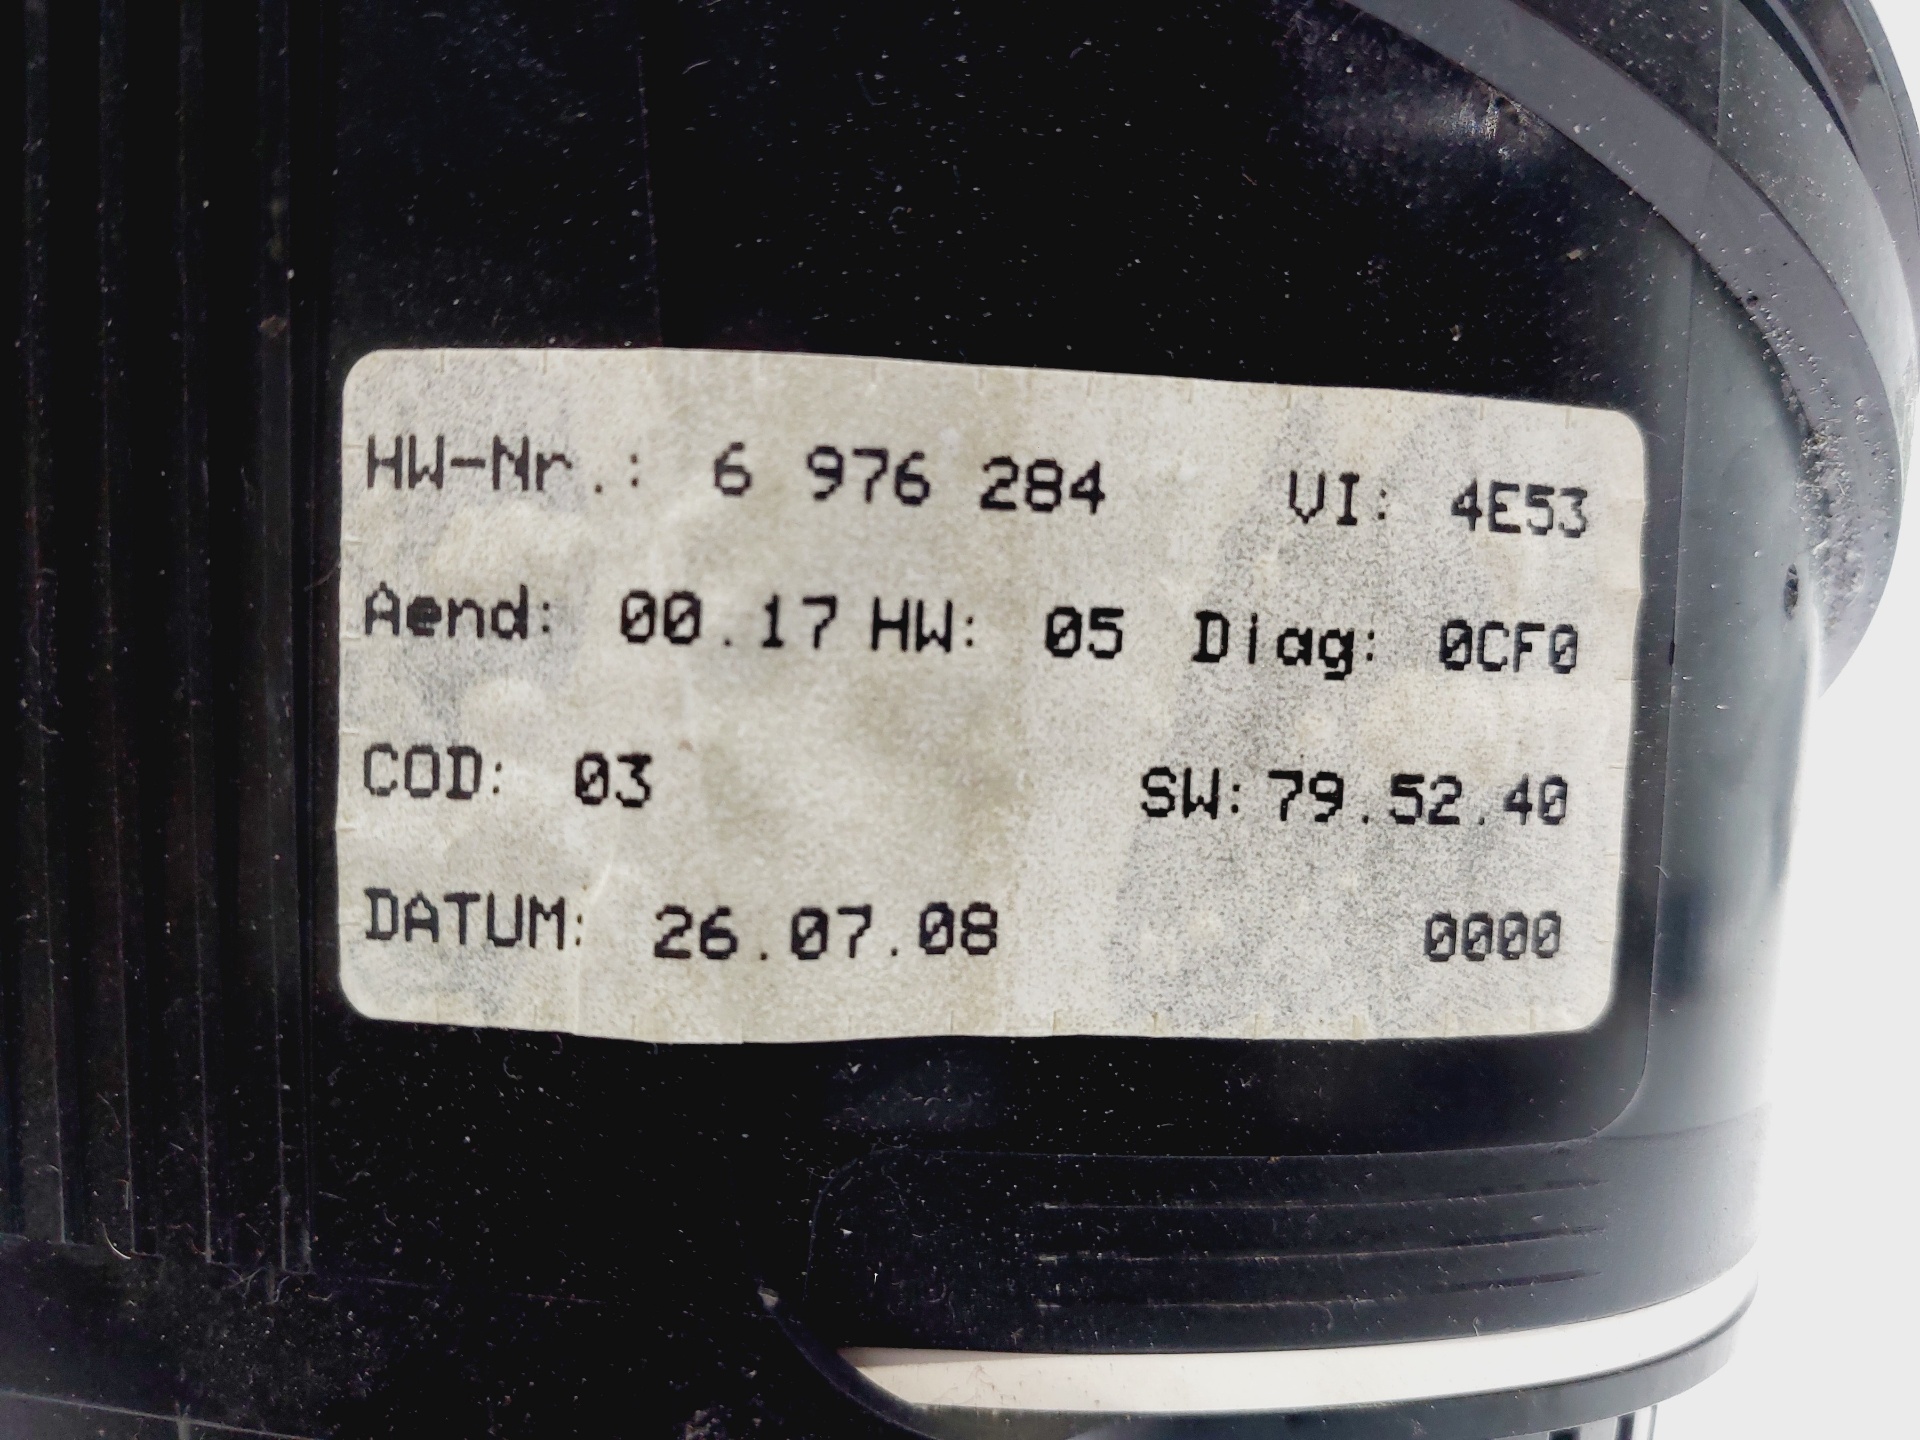 HW-Nr.: 6 976 284 VI: 4E53
Aend: 00.17 HW: 05 Diag: 0CF0
COD: 03 SW: 79.52.40
DATUM: 26.07.08 0000